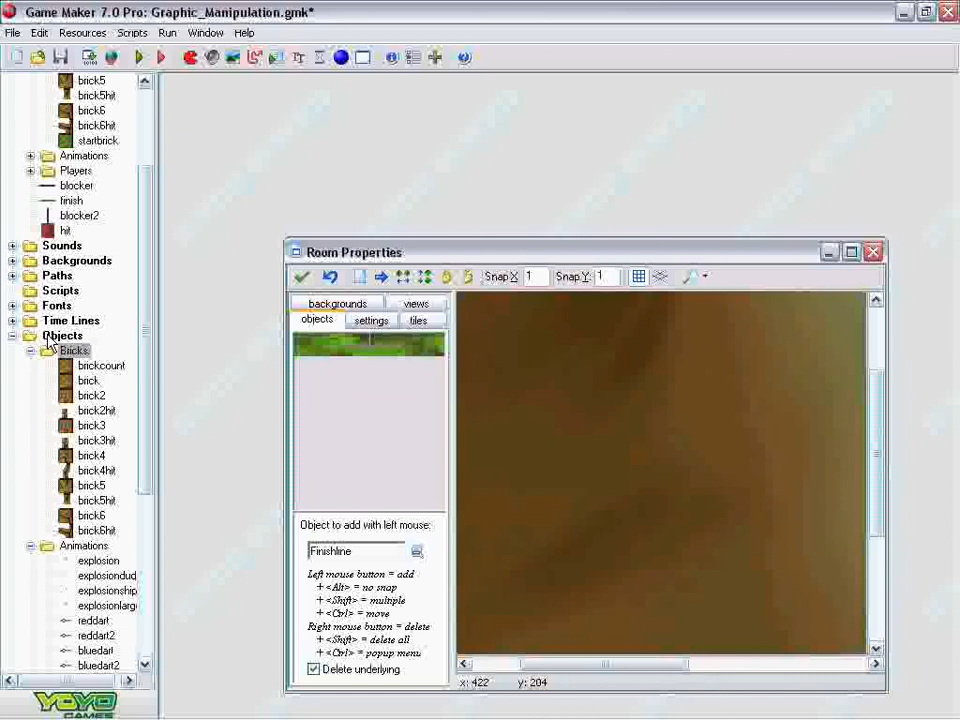 Game Maker 7.0 Pro: Graphic_Manipulation.gmk*
File Edit Resources Scripts Run Window Help
brick5
brick5hit
brick6
brick6hit
startbrick
Animations
Players
blocker
finish
blocker2
hit
Sounds
Backgrounds
Paths
Scripts
Fonts
Time Lines
Objects
Bricks
brickcount
brick
brick2
brick2hit
brick3
brick3hit
brick4
brick4hit
brick5
brick5hit
brick6
brick6hit
Animations
explosion
explosiondud
explosionship
explosionlarg
reddart
reddart2
bluedart
bluedart2
YOYO
GAMES
Room Properties
SnapX 1 SnapY: 1
backgrounds views
objects settings tiles
Object to add with left mouse:
Finishline
Left mouse button = add
+ <Alt> = no snap
+ <Shift> = multiple
+ <Ctrl> = move
Right mouse button = delete
+ <Shift> = delete all
+ <Ctrl> = popup menu
Delete underlying
x: 422 y: 204